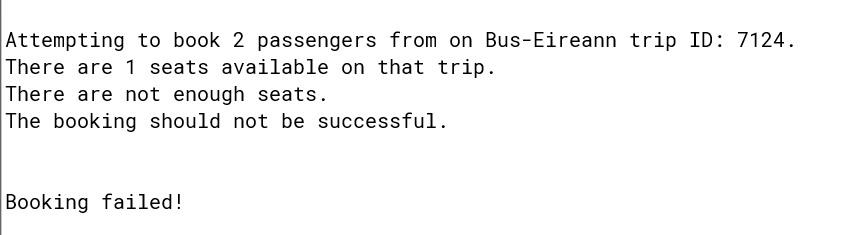 Attempting to book 2 passengers from on Bus-Eireann trip ID: 7124.
There are 1 seats available on that trip.
There are not enough seats.
The booking should not be successful.
Booking failed!